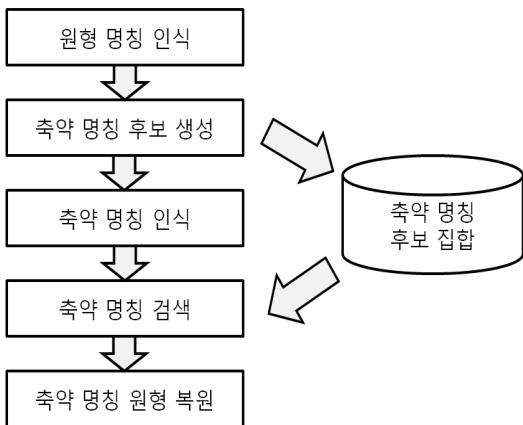 원형 명칭 인식
축약 명칭 후보 생성
축약 명칭 인식
축약 명칭
후보 집합
축약 명칭 검색
축약 명칭 원형 복원